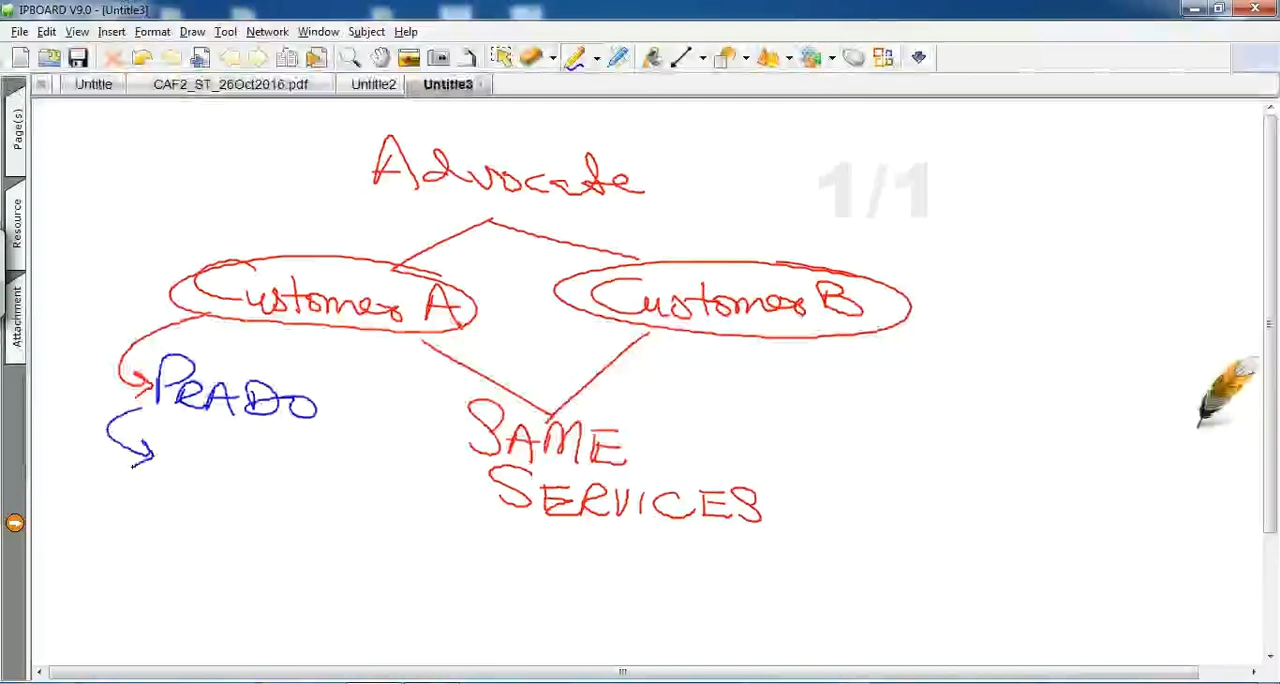 IPBOARD V9.0 - [Untitle3]
File Edit View Insert Format Draw Tool Network Window Subject Help
Untitle CAF2_ST_26Oct2016.pdf Untitle2 Untitle3
Page(s)
Resource
Attachment
1/1
Advocate
Customer A Customer B
PRADO
SAME
SERVICES